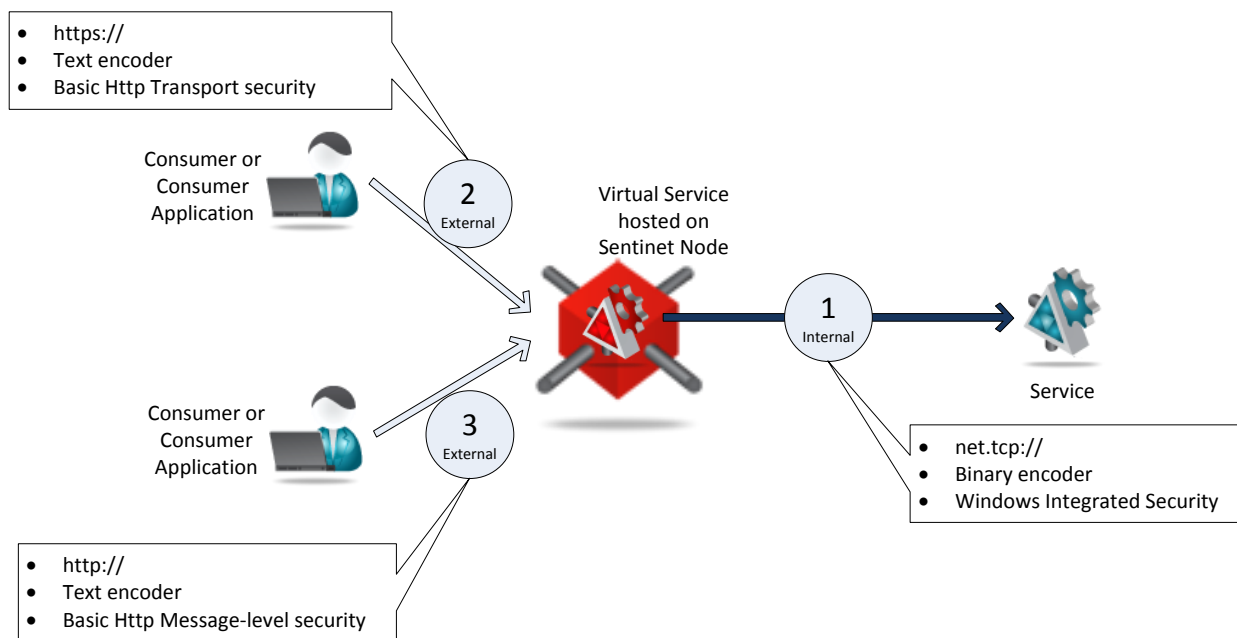 • https://
• Text encoder
• Basic Http Transport security
Consumer or
Consumer
Application
2
External
Virtual Service
hosted on
Sentinet Node
1
Internal
Service
Consumer or
Consumer
Application
3
External
• net.tcp://
• Binary encoder
• Windows Integrated Security
• http://
• Text encoder
• Basic Http Message-level security